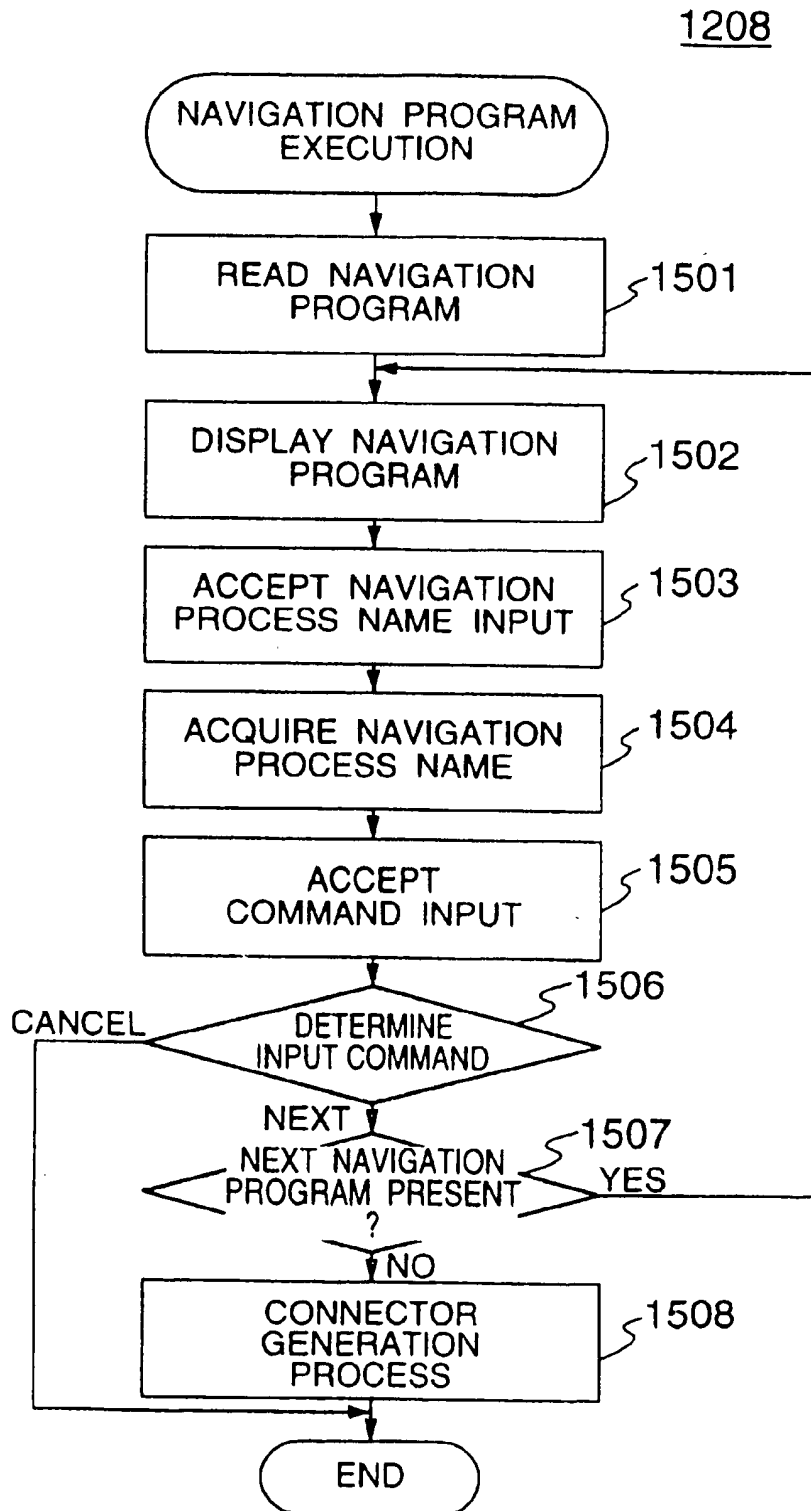 1208
NAVIGATION PROGRAM
EXECUTION
READ NAVIGATION
PROGRAM
1501
DISPLAY NAVIGATION
PROGRAM
1502
ACCEPT NAVIGATION
PROCESS NAME INPUT
1503
ACQUIRE NAVIGATION
PROCESS NAME
1504
ACCEPT
COMMAND INPUT
1505
1506
CANCEL
DETERMINE
INPUT COMMAND
NEXT
1507
NEXT NAVIGATION
PROGRAM PRESENT
?
YES
NO
CONNECTOR
GENERATION
PROCESS
1508
END